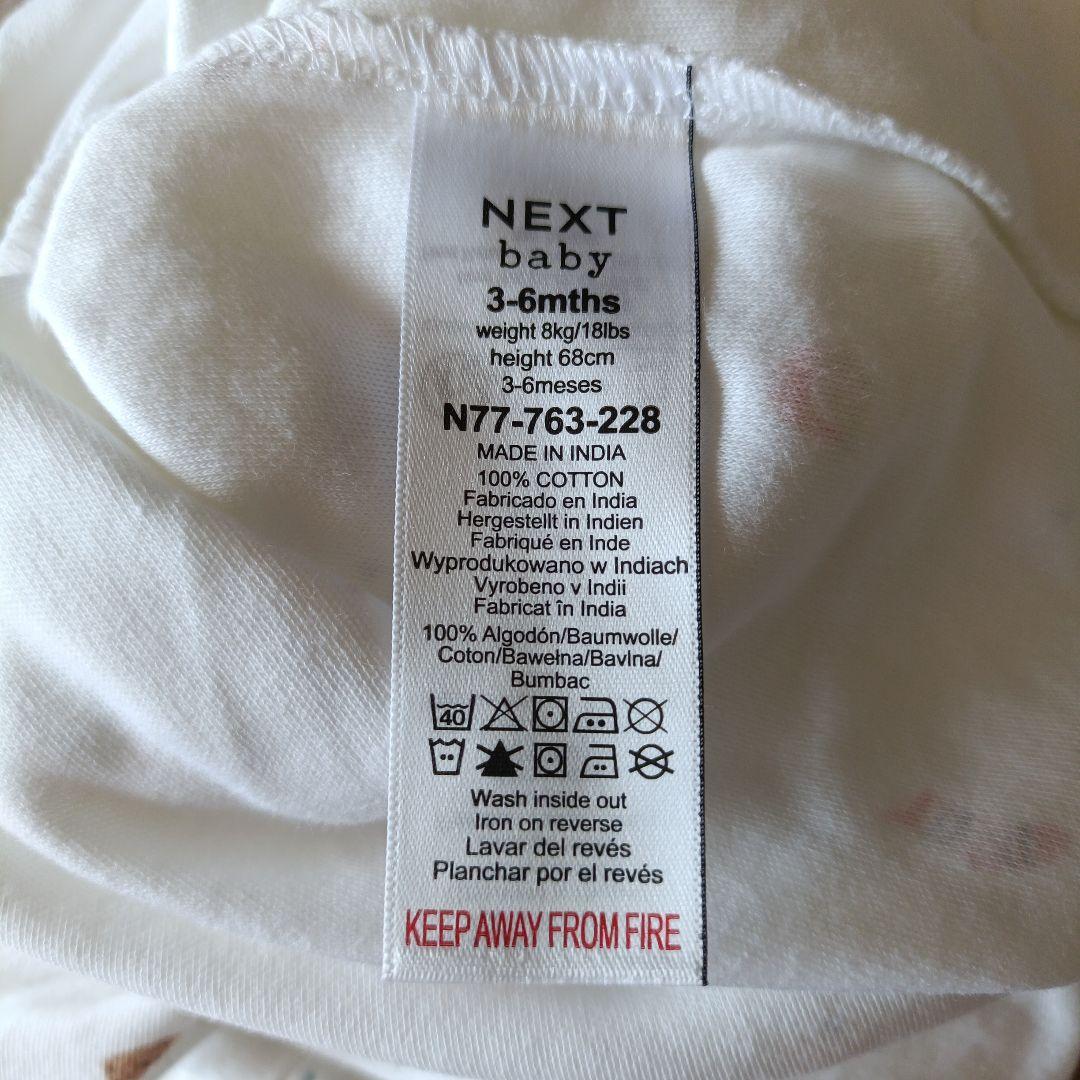 NEXT
baby
3-6mths
weight 8kg/18lbs
height 68cm
3-6meses
N77-763-228
MADE IN INDIA
100% COTTON
Fabricado en India
Hergestellt in Indien
Fabriqué en Inde
Wyprodukowano w Indiach
Vyrobeno v Indii
Fabricat în India
100% Algodón/Baumwolle/
Coton/Bawełna/Bavlna/
Bumbac
40
Wash inside out
Iron on reverse
Lavar del revés
Planchar por el revés
KEEP AWAY FROM FIRE